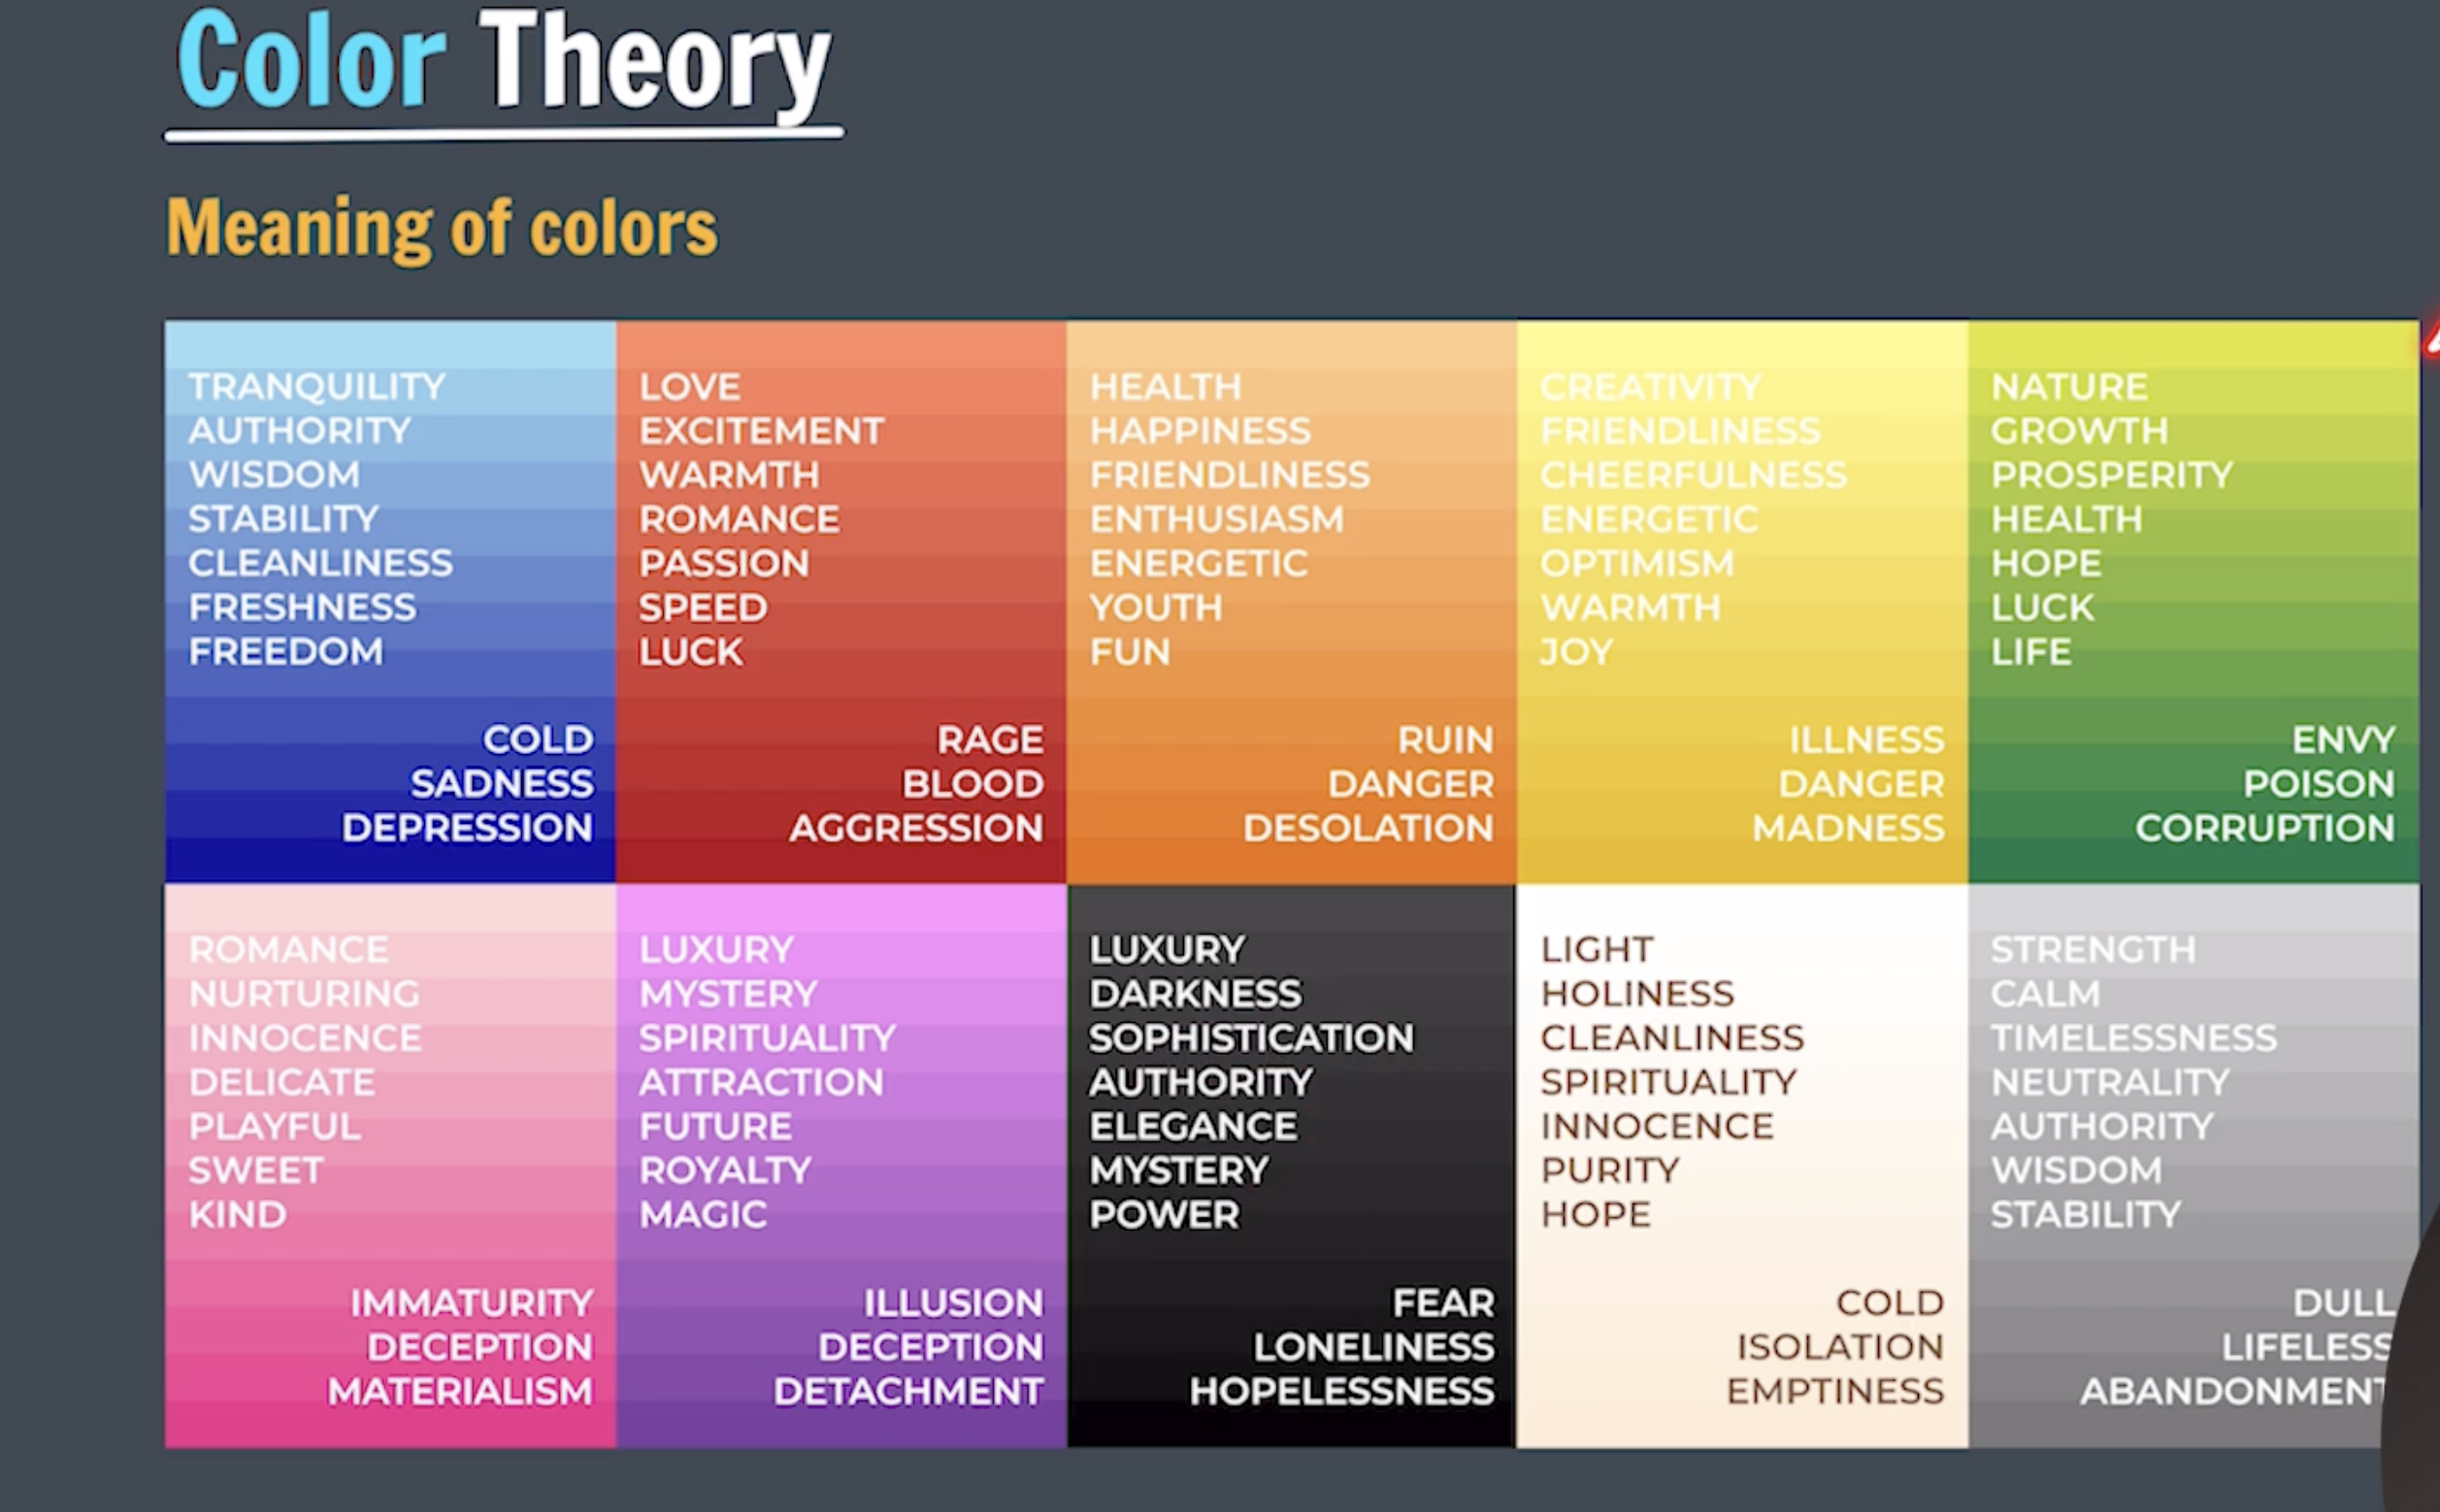 Color Theory
Meaning of colors
TRANQUILITY
AUTHORITY
WISDOM
STABILITY
CLEANLINESS
FRESHNESS
FREEDOM
COLD
SADNESS
DEPRESSION
LOVE
EXCITEMENT
WARMTH
ROMANCE
PASSION
SPEED
LUCK
RAGE
BLOOD
AGGRESSION
HEALTH
HAPPINESS
FRIENDLINESS
ENTHUSIASM
ENERGETIC
YOUTH
FUN
RUIN
DANGER
DESOLATION
CREATIVITY
FRIENDLINESS
CHEERFULNESS
ENERGETIC
OPTIMISM
WARMTH
JOY
ILLNESS
DANGER
MADNESS
NATURE
GROWTH
PROSPERITY
HEALTH
HOPE
LUCK
LIFE
ENVY
POISON
CORRUPTION
ROMANCE
NURTURING
INNOCENCE
DELICATE
PLAYFUL
SWEET
KIND
IMMATURITY
DECEPTION
MATERIALISM
LUXURY
MYSTERY
SPIRITUALITY
ATTRACTION
FUTURE
ROYALTY
MAGIC
ILLUSION
DECEPTION
DETACHMENT
LUXURY
DARKNESS
SOPHISTICATION
AUTHORITY
ELEGANCE
MYSTERY
POWER
FEAR
LONELINESS
HOPELESSNESS
LIGHT
HOLINESS
CLEANLINESS
SPIRITUALITY
INNOCENCE
PURITY
HOPE
COLD
ISOLATION
EMPTINESS
STRENGTH
CALM
TIMELESSNESS
NEUTRALITY
AUTHORITY
WISDOM
STABILITY
DULL
LIFELESS
ABANDONMENT